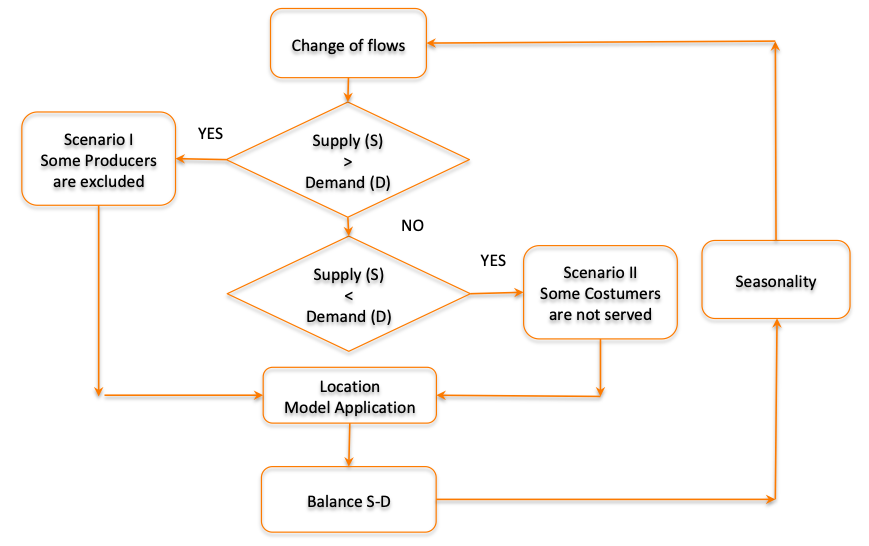 Change of flows
YES
Scenario I
Some Producers
are excluded
Supply (S)
>
Demand (D)
NO
YES
Supply (S)
<
Demand (D)
Scenario II
Some Costumers
are not served
Seasonality
Location
Model Application
Balance S-D